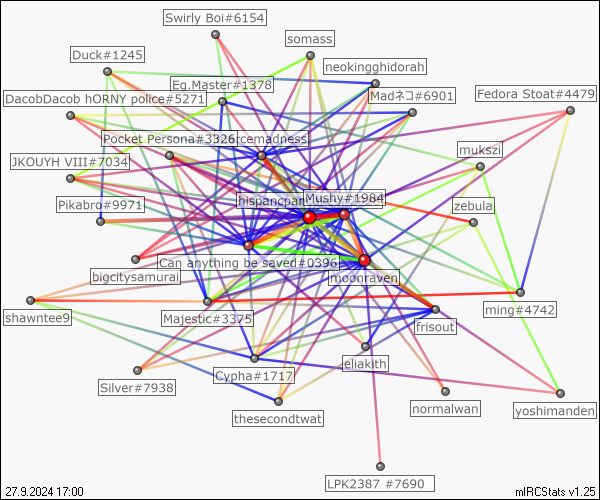 Swirly Boi#6154
somass
Duck#1245
neokingghidorah
Eg.Master#1378
Fedora Stoat#4479
DacobDacob hORNY police#5271
Madネコ#6901
Pocket Persona#3326
rcemadness
mukszi
JKOUYH VIII#7034
hispancpan
Mushy#1984
Pikabro#9971
zebula
Can anything be saved#0396
bigcitysamurai
moonraven
shawntee9
Majestic#3375
ming#4742
frisout
eliakith
Silver#7938
Cypha#1717
normalwan
yoshimanden
thesecondtwat
LPK2387 #7690
27.9.2024 17:00
mIRCStats v1.25